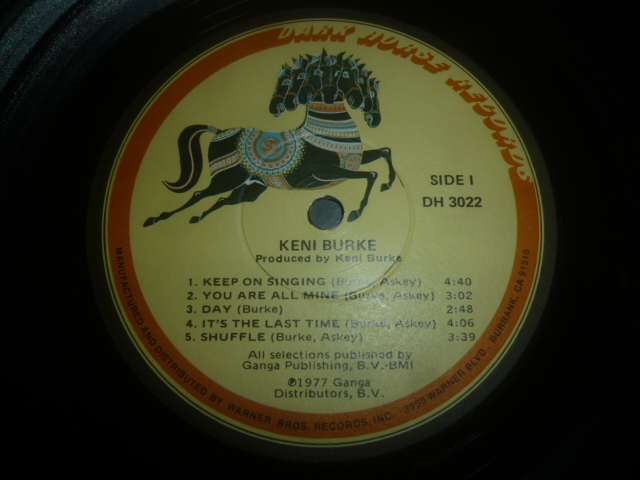 DARK HORSE RECORDS
SIDE 1
DH 3022
KENI BURKE
Produced by Keni Burke
1. KEEP ON SINGING (Burke, Askey) 4:40
2. YOU ARE ALL MINE (Burke, Askey) 3:02
3. DAY (Burke) 2:48
4. IT'S THE LAST TIME (Burke, Askey) 4:06
5. SHUFFLE (Burke, Askey) 3:39
All selections published by
Ganga Publishing, B.V.-BMI
℗1977 Ganga
Distributors, B.V.
MANUFACTURED AND DISTRIBUTED BY WARNER BROS. RECORDS, INC. 3300 WARNER BLVD. BURBANK, CA 91510